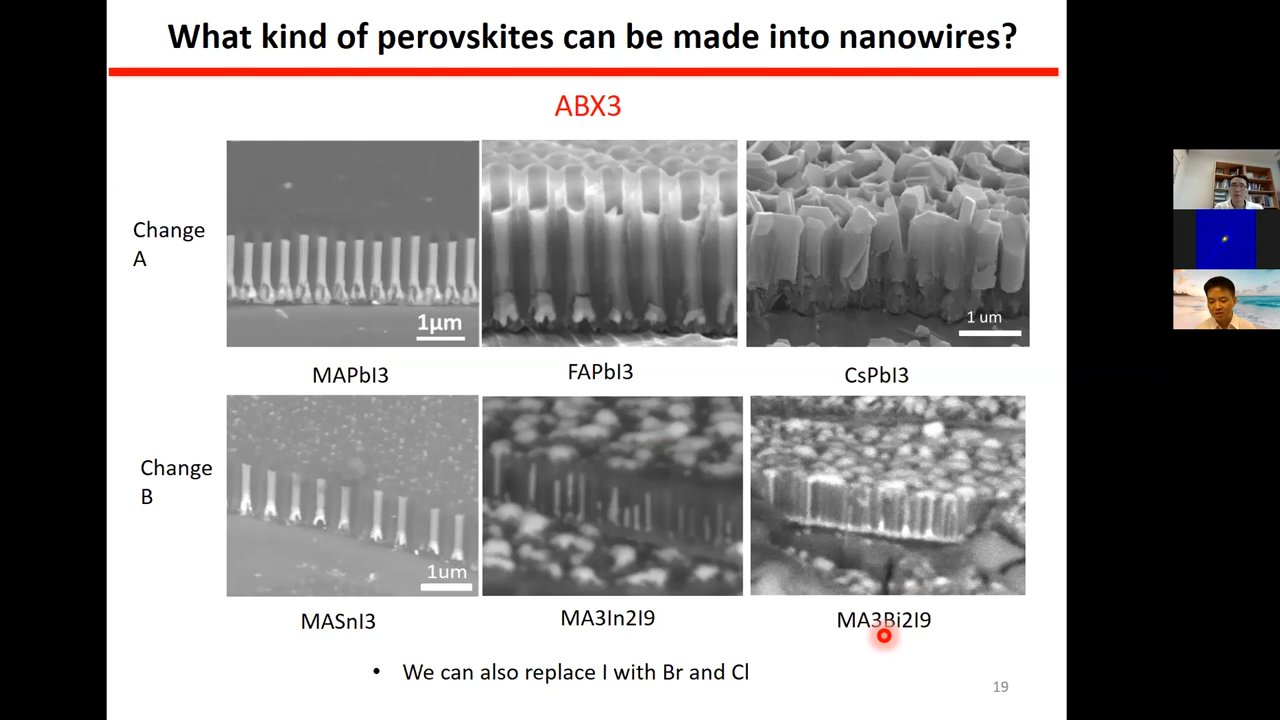 What kind of perovskites can be made into nanowires?
ABX3
Change
A
1μm
1 um
MAPbI3
FAPbI3
CsPbI3
Change
B
1um
MASnI3
MA3In2I9
MA3Bi2I9
• We can also replace I with Br and Cl
19